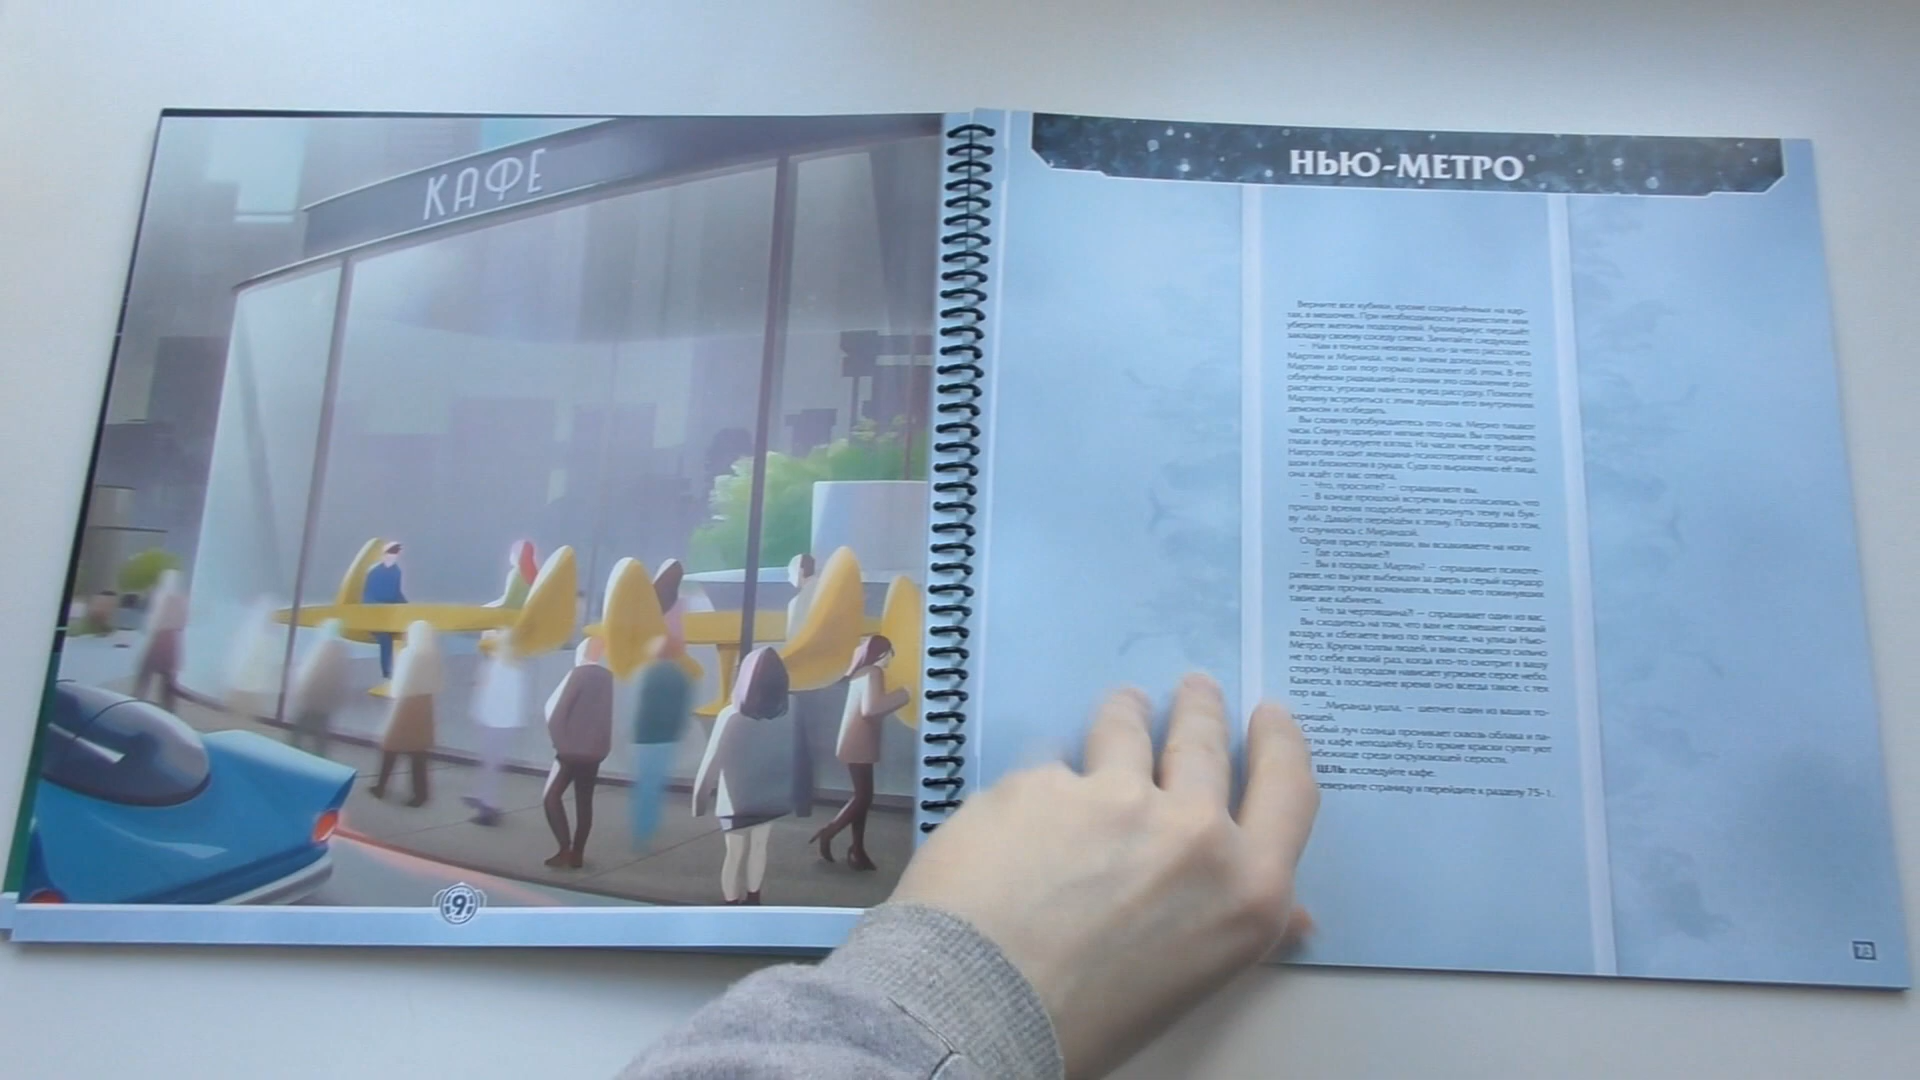 КАФЕ
9
НЬЮ-МЕТРО
Верните все кубики, кроме сохранённых на кар-
тах, в мешочек. При необходимости разместите или
уберите жетоны подозрений. Архивариус передаёт
закладку своему соседу слева. Зачитайте следующее:
— Нам в точности неизвестно, из-за чего расстались
Мартин и Миранда, но мы знаем доподлинно, что
Мартин до сих пор горько сожалеет об этом. В его
облучённом радиацией сознании это сожаление раз-
растается, угрожая нанести вред рассудку. Помогите
Мартину встретиться с этим душащим его внутренним
демоном и победить.
Вы словно пробуждаетесь ото сна. Мерно тикают
часы. Спину подпирают мягкие подушки. Вы открываете
глаза и фокусируете взгляд. На часах четыре тридцать.
Напротив сидит женщина-психотерапевт с каранда-
шом и блокнотом в руках. Судя по выражению её лица,
она ждёт от вас ответа.
— Что, простите? — спрашиваете вы.
— В конце прошлой встречи мы согласились, что
пришло время подробнее затронуть тему на бук-
ву «М». Давайте перейдём к этому. Поговорим о том,
что случилось с Мирандой.
Ощутив приступ паники, вы вскакиваете на ноги.
— Где остальные?!
— Вы в порядке, Мартин? — спрашивает психоте-
рапевт, но вы уже выбежали за дверь в серый коридор
и увидели прочих командиров, только что покинувших
такие же кабинеты.
— Что за чертовщина?! — спрашивает один из вас.
Вы сходитесь на том, что вам не помешает свежий
воздух, и сбегаете вниз по лестнице, на улицы Нью-
Метро. Кругом толпы людей, и вам становится сильно
не по себе всякий раз, когда кто-то смотрит в вашу
сторону. Над городом нависает угрюмое серое небо.
Кажется, в последнее время оно всегда такое, с тех
пор как...
— ...Миранда ушла, — шепчет один из ваших то-
варищей.
Слабый луч солнца проникает сквозь облака и па-
ет на кафе неподалёку. Его яркие краски сулят уют
ибежище среди окружающей серости.
ЦЕЛЬ: исследуйте кафе.
реверните страницу и перейдите к разделу 75-1.
73